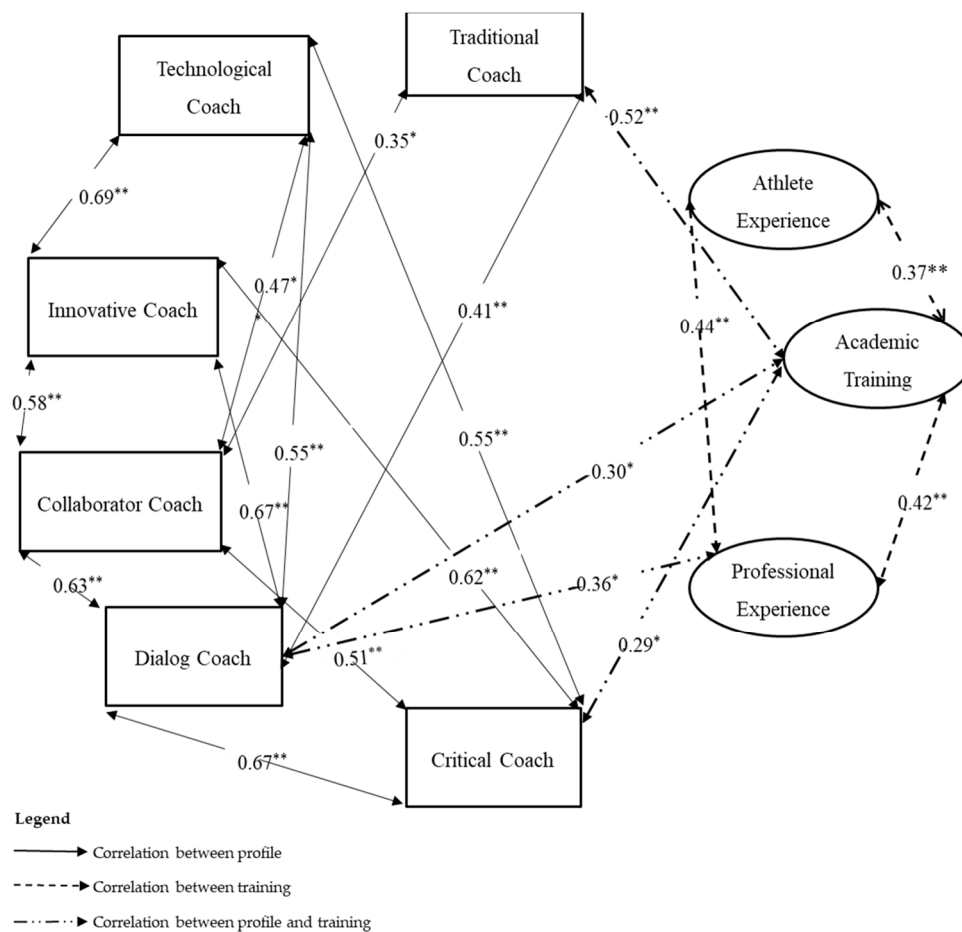 Traditional
Coach
Technological
Coach
0.35*
-0.52**
Athlete
Experience
0.69**
0.37**
Innovative Coach
0.47*
*
0.41**
0.44**
Academic
Training
0.58**
0.55**
0.55**
0.30*
Collaborator Coach
0.67**
0.42**
0.63**
0.62**
0.36*
Professional
Experience
Dialog Coach
0.51**
0.29*
0.67**
Critical Coach
Legend
Correlation between profile
Correlation between training
Correlation between profile and training